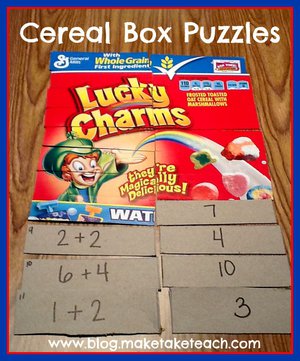 Cereal Box Puzzles
General Mills
With
Whole Grain
First Ingredient!
Lucky
Charms
FROSTED TOASTED
OAT CEREAL WITH
MARSHMALLOWS
they're
Magically
Delicious!
WAT
7
2+2
4
10
6+4
10
11
1+2
3
www.blog.maketaketeach.com